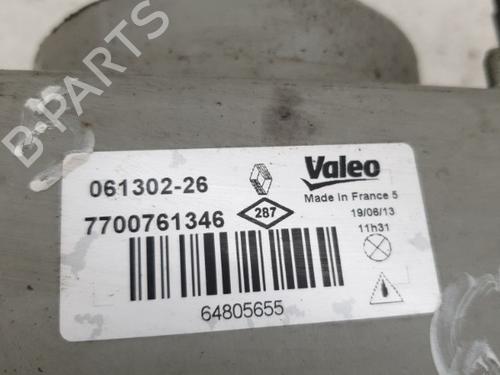 B-PARTS
061302-26
Valeo
Made in France 5
7700761346
287
19/06/13
11h31
64805655